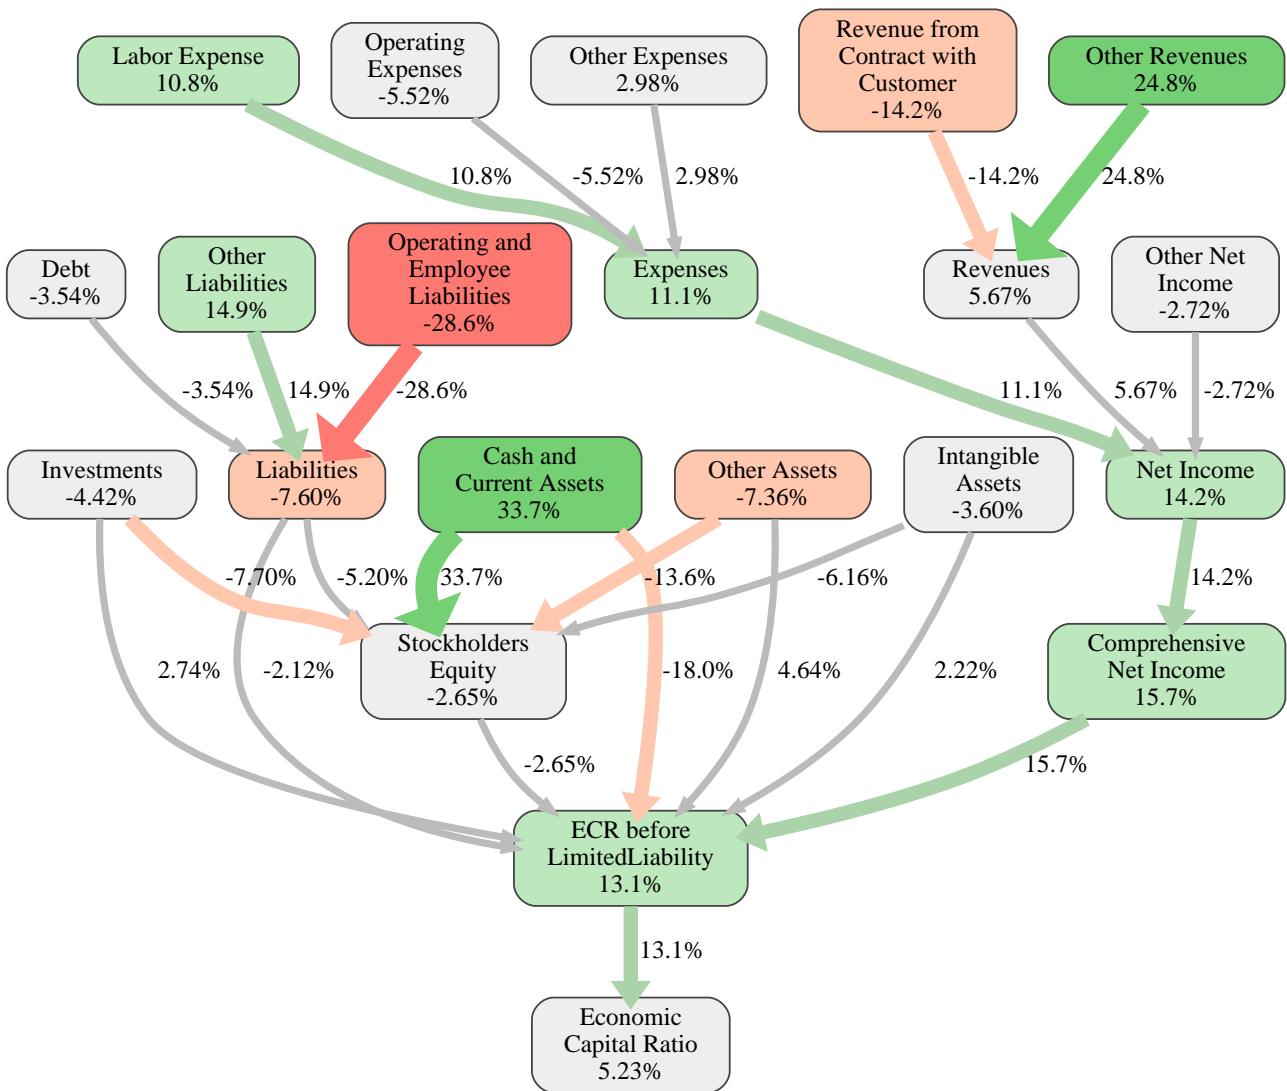 Labor Expense
10.8%
Operating
Expenses
-5.52%
Other Expenses
2.98%
Revenue from
Contract with
Customer
-14.2%
Other Revenues
24.8%
10.8%
-5.52%
2.98%
-14.2%
24.8%
Debt
-3.54%
Other
Liabilities
14.9%
Operating and
Employee
Liabilities
-28.6%
Expenses
11.1%
Revenues
5.67%
Other Net
Income
-2.72%
-3.54%
14.9%
-28.6%
11.1%
5.67%
-2.72%
Investments
-4.42%
Liabilities
-7.60%
Cash and
Current Assets
33.7%
Other Assets
-7.36%
Intangible
Assets
-3.60%
Net Income
14.2%
-7.70%
-5.20%
33.7%
-13.6%
-6.16%
14.2%
Stockholders
Equity
-2.65%
Comprehensive
Net Income
15.7%
2.74%
-2.12%
-18.0%
4.64%
2.22%
-2.65%
15.7%
ECR before
LimitedLiability
13.1%
13.1%
Economic
Capital Ratio
5.23%